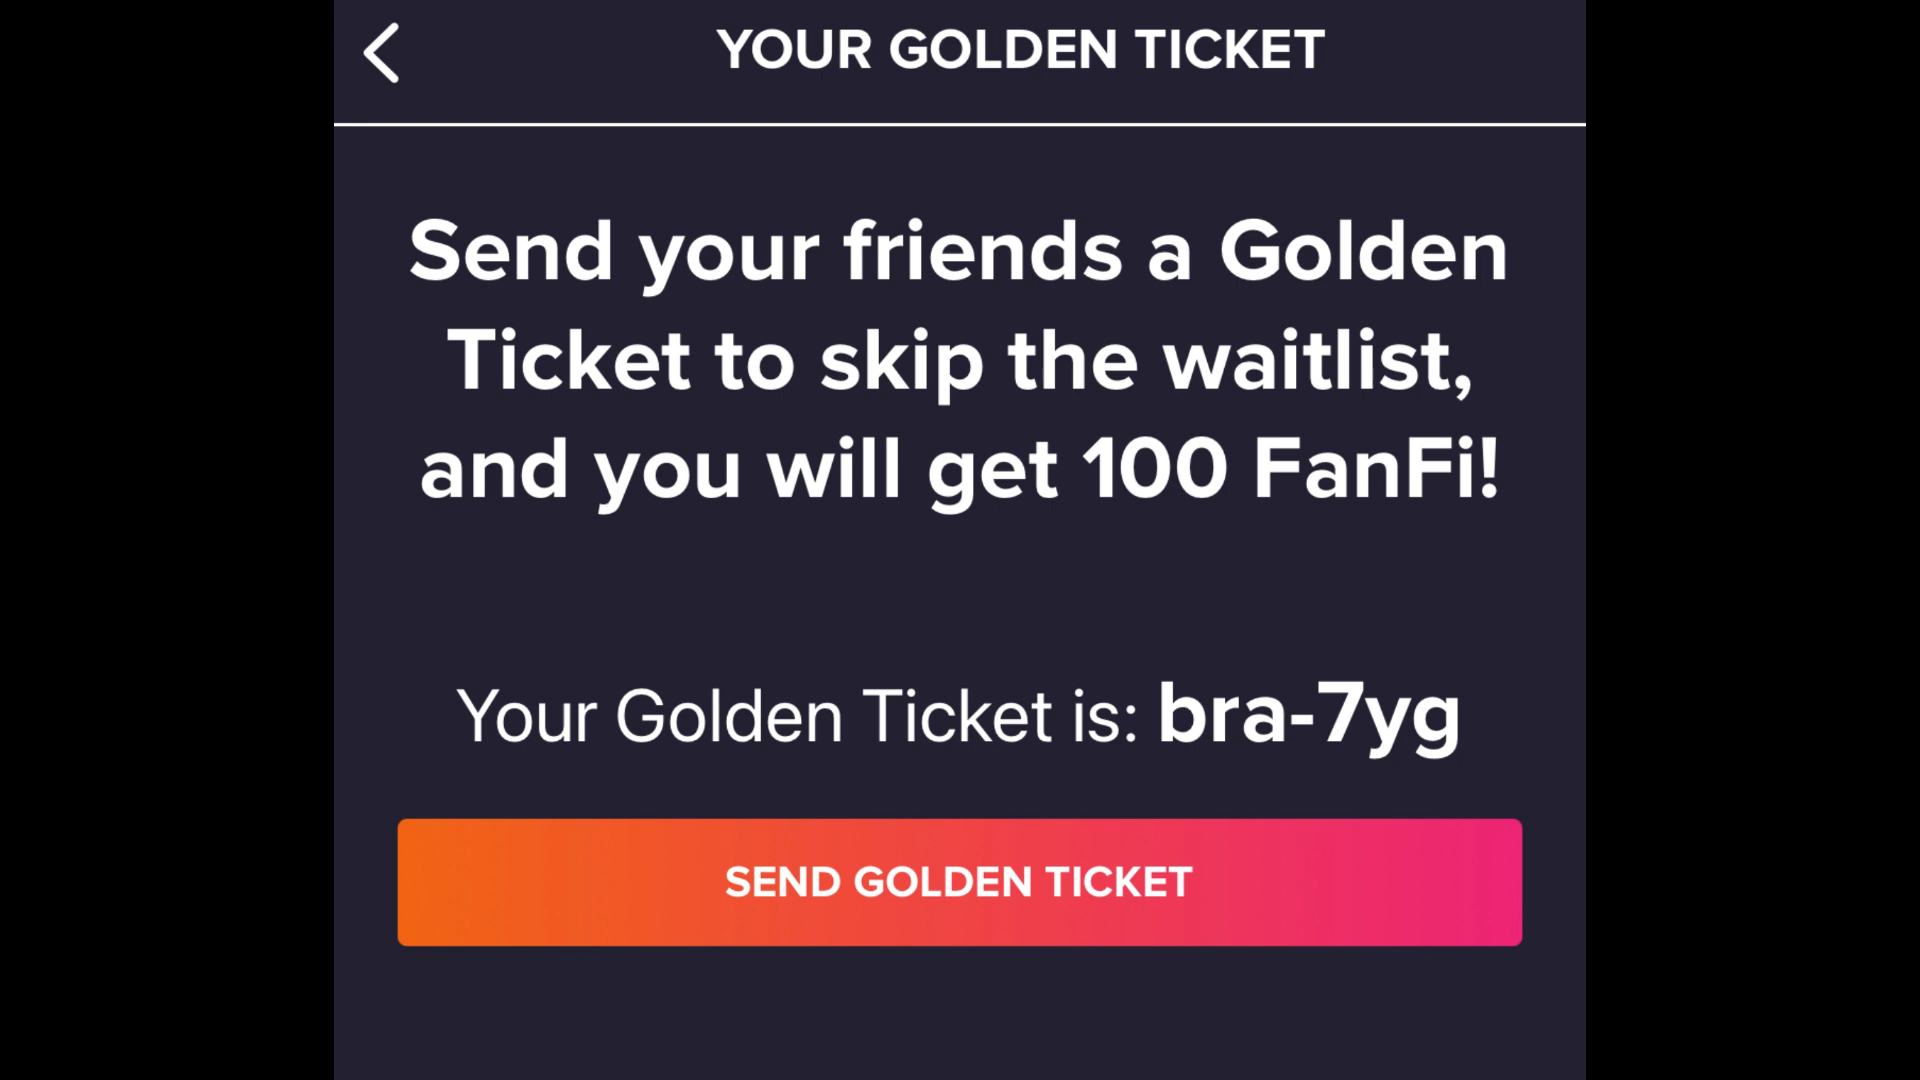 YOUR GOLDEN TICKET
Send your friends a Golden
Ticket to skip the waitlist,
and you will get 100 FanFi!
Your Golden Ticket is: bra-7yg
SEND GOLDEN TICKET